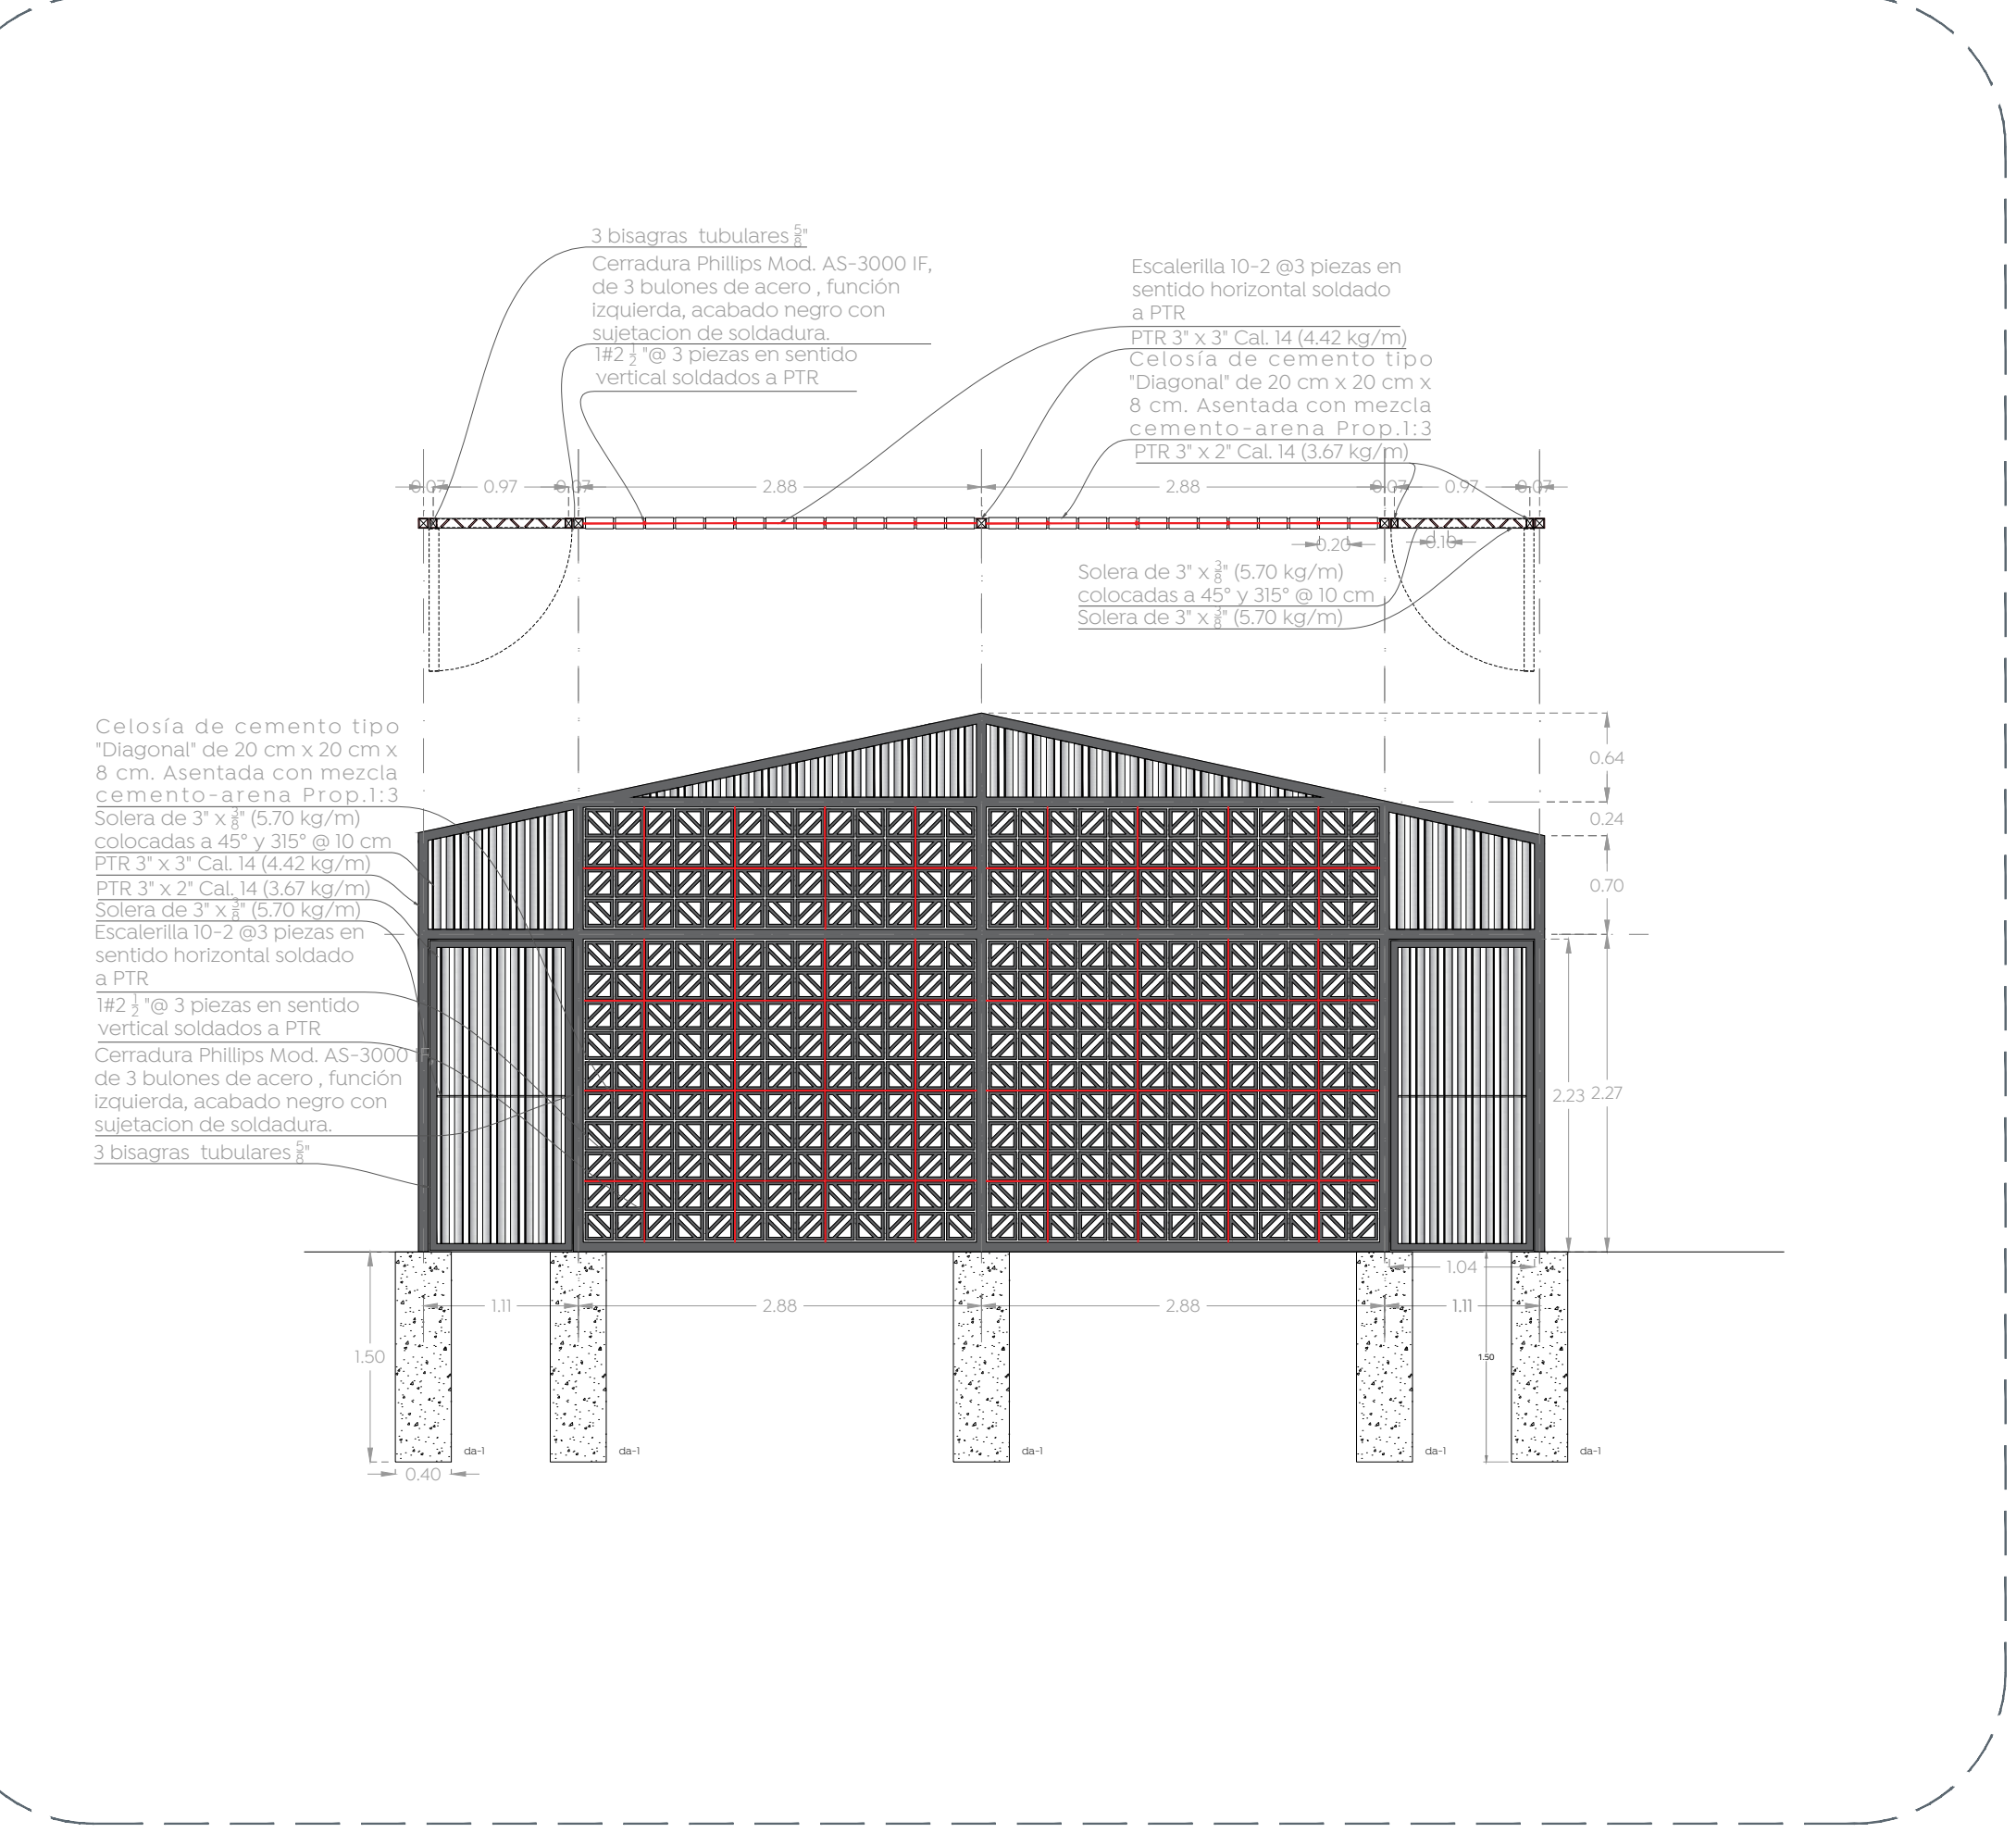 3 bisagras tubulares 5/8"
Cerradura Phillips Mod. AS-3000 IF,
de 3 bulones de acero , función
izquierda, acabado negro con
sujetacion de soldadura.
1#2 1/2 "@ 3 piezas en sentido
vertical soldados a PTR
Escalerilla 10-2 @3 piezas en
sentido horizontal soldado
a PTR
PTR 3" x 3" Cal. 14 (4.42 kg/m)
Celosía de cemento tipo
"Diagonal" de 20 cm x 20 cm x
8 cm. Asentada con mezcla
cemento-arena Prop.1:3
PTR 3" x 2" Cal. 14 (3.67 kg/m)
0.07
0.97
0.07
2.88
2.88
0.07
0.97
0.07
0.20
0.10
Solera de 3" x 3/8" (5.70 kg/m)
colocadas a 45° y 315° @ 10 cm
Solera de 3" x 3/8" (5.70 kg/m)
Celosía de cemento tipo
"Diagonal" de 20 cm x 20 cm x
8 cm. Asentada con mezcla
cemento-arena Prop.1:3
Solera de 3" x 3/8" (5.70 kg/m)
colocadas a 45° y 315° @ 10 cm
PTR 3" x 3" Cal. 14 (4.42 kg/m)
PTR 3" x 2" Cal. 14 (3.67 kg/m)
Solera de 3" x 3/8" (5.70 kg/m)
Escalerilla 10-2 @3 piezas en
sentido horizontal soldado
a PTR
1#2 1/2 "@ 3 piezas en sentido
vertical soldados a PTR
Cerradura Phillips Mod. AS-3000 IF,
de 3 bulones de acero , función
izquierda, acabado negro con
sujetacion de soldadura.
3 bisagras tubulares 5/8"
0.64
0.24
0.70
2.23
2.27
1.04
1.11
2.88
2.88
1.11
1.50
1.50
da-1
da-1
da-1
da-1
da-1
0.40